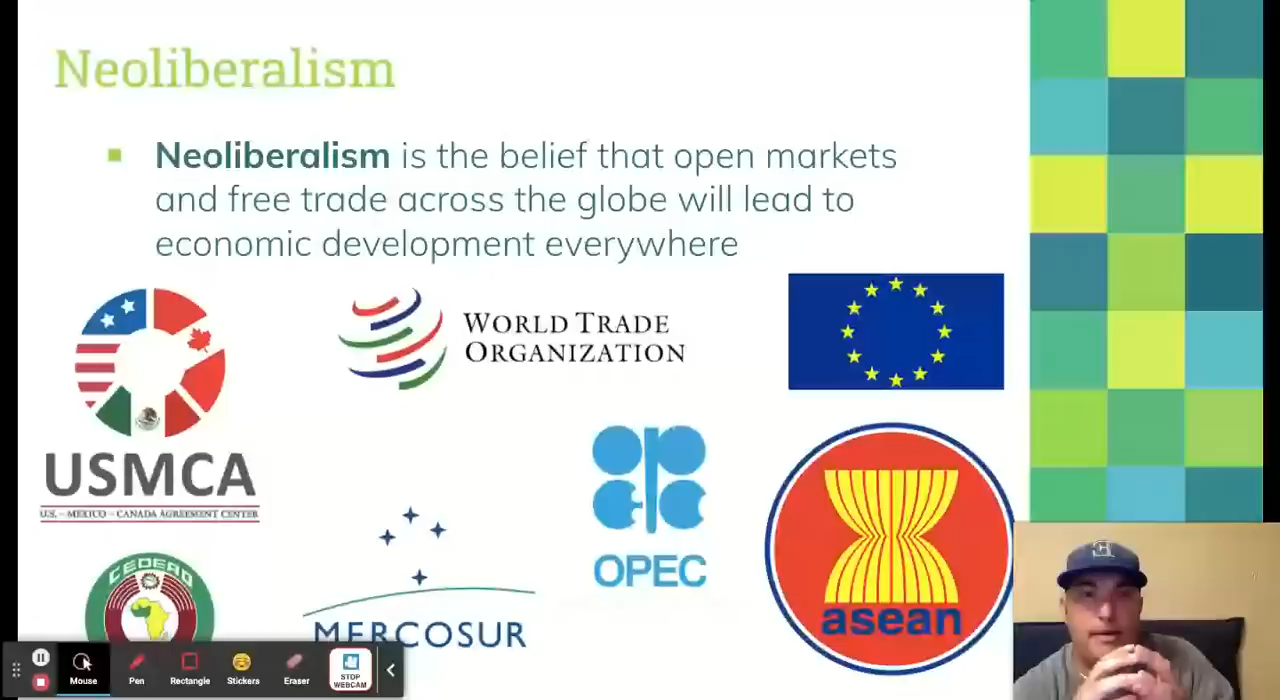 Neoliberalism
Neoliberalism is the belief that open markets
and free trade across the globe will lead to
economic development everywhere
WORLD TRADE
ORGANIZATION
USMCA
U.S. – MEXICO – CANADA AGREEMENT CENTER
OPEC
CEDEAO
MERCOSUR
asean
Mouse
Pen
Rectangle
Stickers
Eraser
STOP
WEBCAM